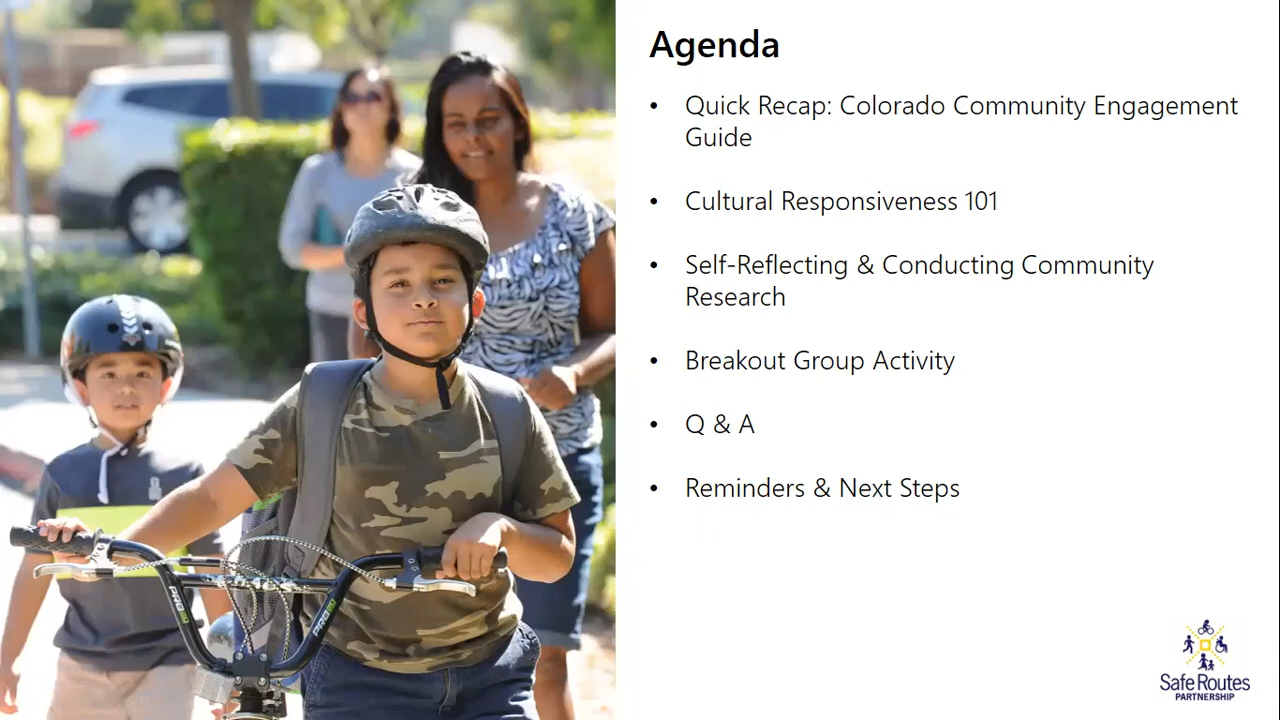 Agenda
• Quick Recap: Colorado Community Engagement
Guide
• Cultural Responsiveness 101
• Self-Reflecting & Conducting Community
Research
• Breakout Group Activity
• Q & A
• Reminders & Next Steps
Safe Routes
PARTNERSHIP